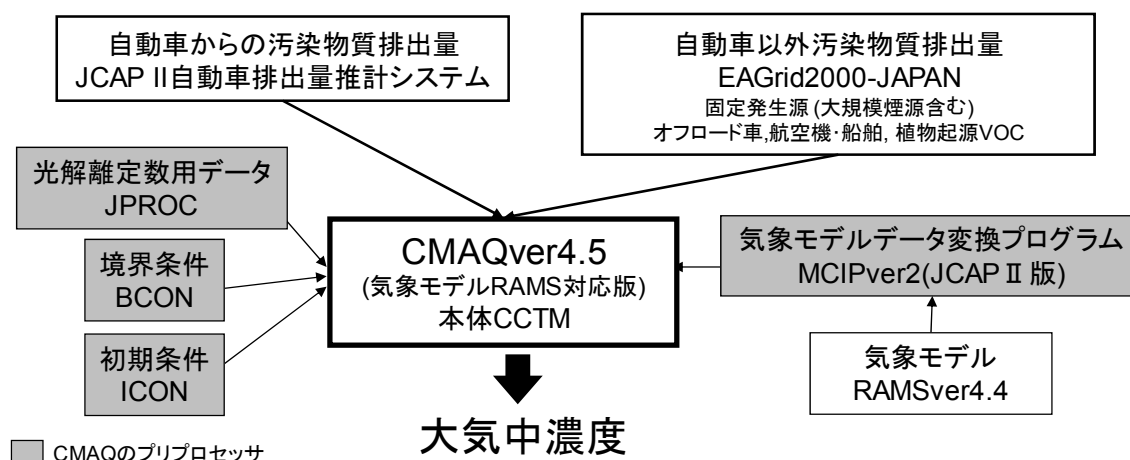 自動車からの汚染物質排出量
JCAP II自動車排出量推計システム
自動車以外汚染物質排出量
EAGrid2000-JAPAN
固定発生源 (大規模煙源含む)
オフロード車,航空機・船舶, 植物起源VOC
光解離定数用データ
JPROC
境界条件
BCON
初期条件
ICON
CMAQver4.5
(気象モデルRAMS対応版)
本体CCTM
気象モデルデータ変換プログラム
MCIPver2(JCAPⅡ版)
気象モデル
RAMSver4.4
大気中濃度
CMAQのプリプロセッサ